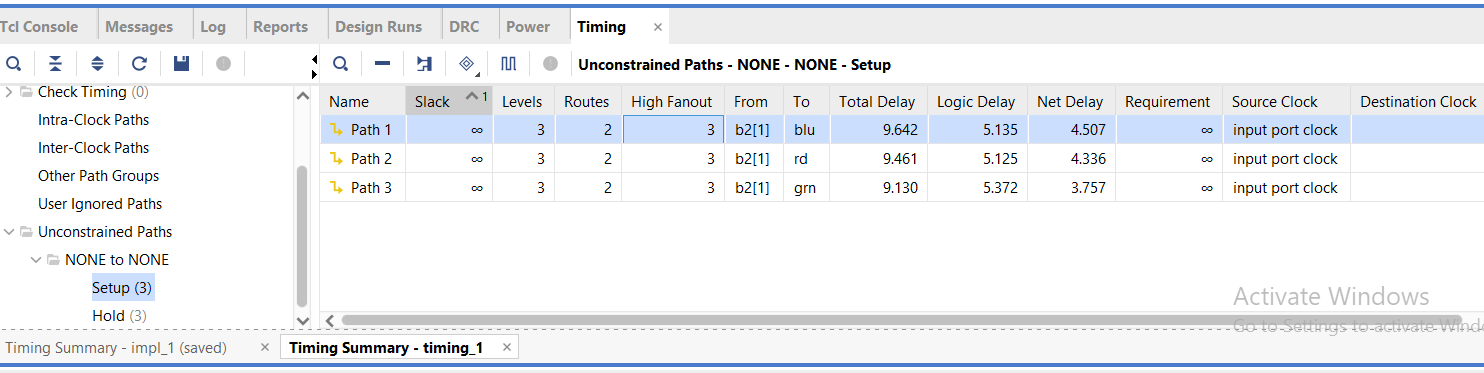 Tcl Console Messages Log Reports Design Runs DRC Power Timing ×
Unconstrained Paths - NONE - NONE - Setup
Check Timing (0)
Intra-Clock Paths
Inter-Clock Paths
Other Path Groups
User Ignored Paths
Unconstrained Paths
NONE to NONE
Setup (3)
Hold (3)
Name Slack 1 Levels Routes High Fanout From To Total Delay Logic Delay Net Delay Requirement Source Clock Destination Clock
Path 1 ∞ 3 2 3 b2[1] blu 9.642 5.135 4.507 ∞ input port clock
Path 2 ∞ 3 2 3 b2[1] rd 9.461 5.125 4.336 ∞ input port clock
Path 3 ∞ 3 2 3 b2[1] grn 9.130 5.372 3.757 ∞ input port clock
Activate Windows
Go to Settings to activate Wind
Timing Summary - impl_1 (saved) × Timing Summary - timing_1 ×